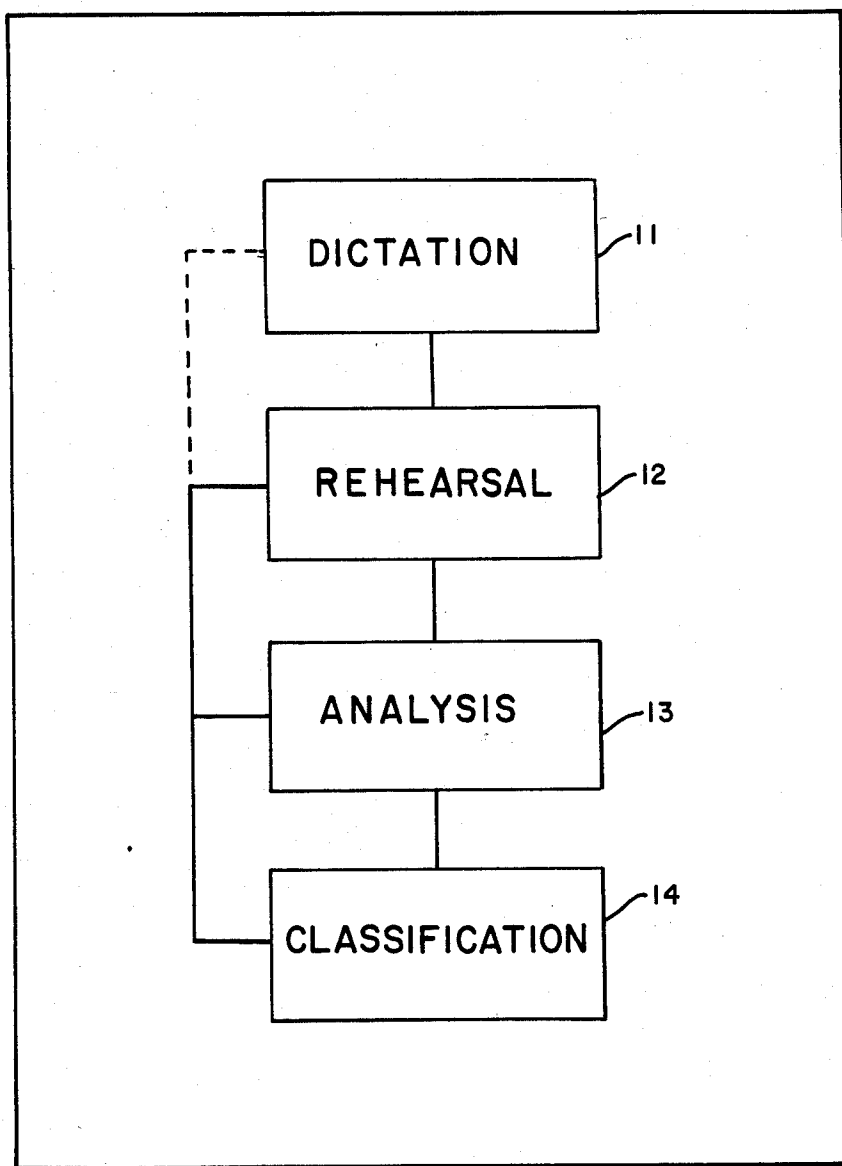 DICTATION
11
REHEARSAL
12
ANALYSIS
13
14
CLASSIFICATION